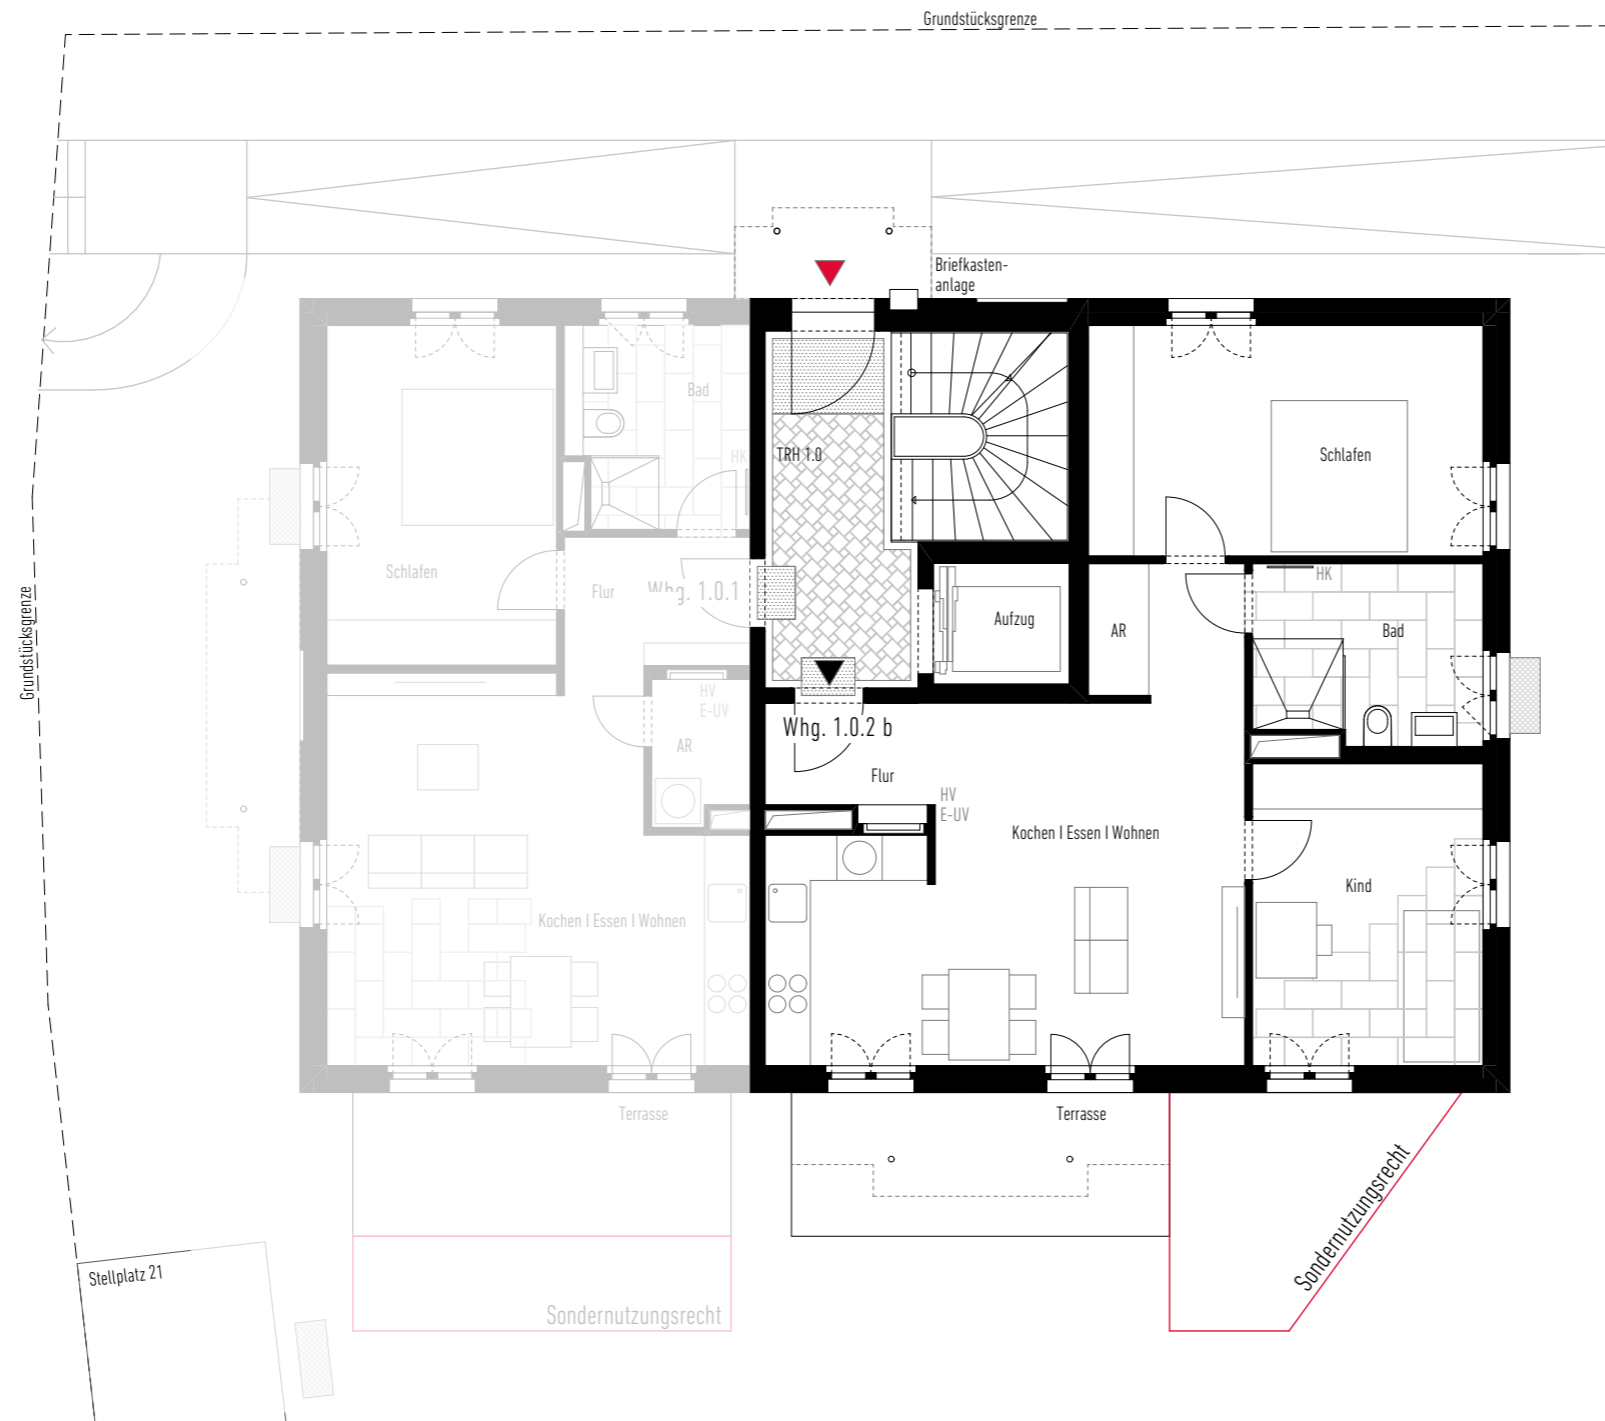 Grundstücksgrenze
Briefkasten-
anlage
Bad
HK
TRH 1.0
Schlafen
Schlafen
Flur
Whg. 1.0.1
Aufzug
AR
HK
Bad
Grundstücksgrenze
HV
E-UV
AR
Whg. 1.0.2 b
Flur
HV
E-UV
Kochen I Essen I Wohnen
Kind
Kochen I Essen I Wohnen
Terrasse
Terrasse
Sondernutzungsrecht
Stellplatz 21
Sondernutzungsrecht